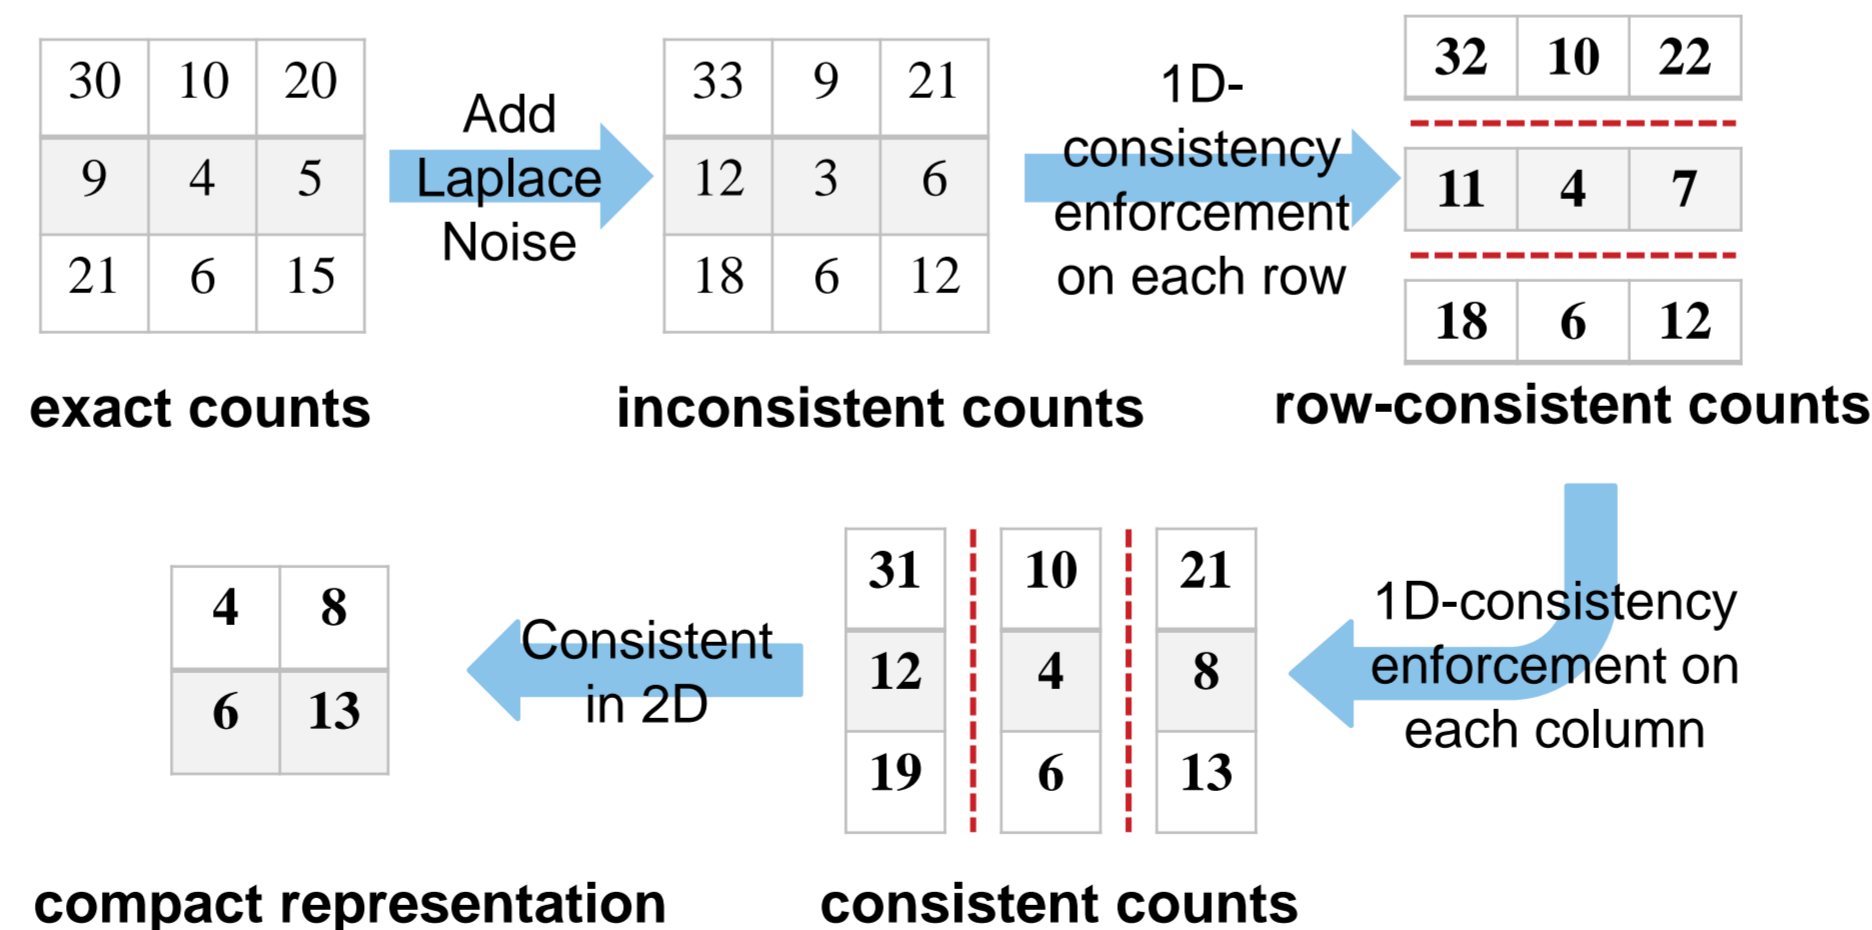 30 10 20
9 4 5
21 6 15
exact counts
Add
Laplace
Noise
33 9 21
12 3 6
18 6 12
inconsistent counts
1D-
consistency
enforcement
on each row
32 10 22
11 4 7
18 6 12
row-consistent counts
1D-consistency
enforcement on
each column
31 10 21
12 4 8
19 6 13
consistent counts
Consistent
in 2D
4 8
6 13
compact representation